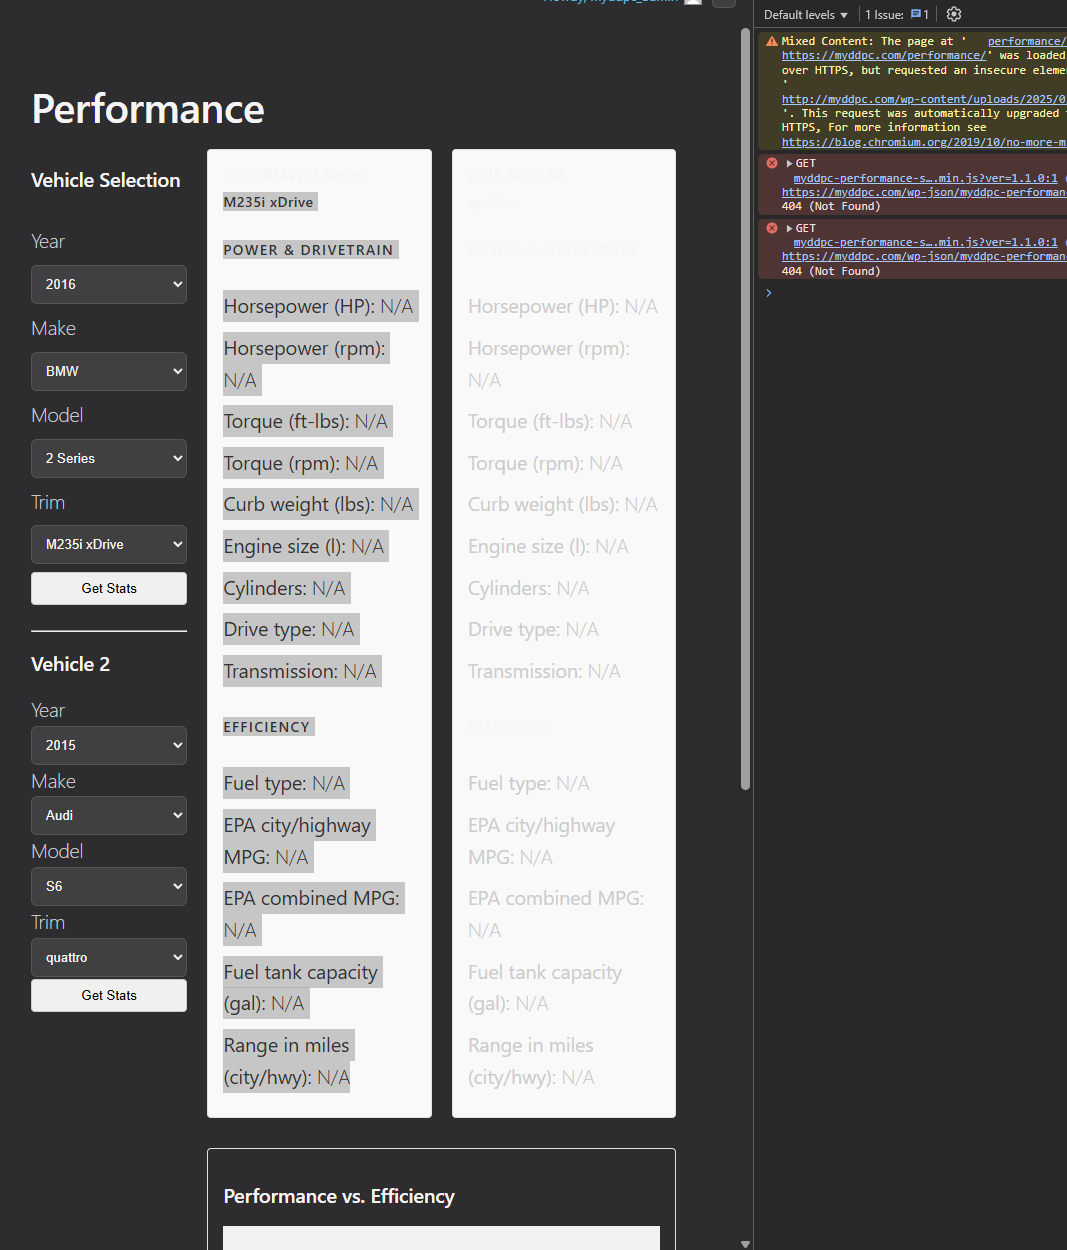 Default levels ▼ 1 Issue: 1
Performance
Vehicle Selection
Year
2016
Make
BMW
Model
2 Series
Trim
M235i xDrive
Get Stats
Vehicle 2
Year
2015
Make
Audi
Model
S6
Trim
quattro
Get Stats
2016 BMW 2 Series
M235i xDrive
POWER & DRIVETRAIN
Horsepower (HP): N/A
Horsepower (rpm):
N/A
Torque (ft-lbs): N/A
Torque (rpm): N/A
Curb weight (lbs): N/A
Engine size (l): N/A
Cylinders: N/A
Drive type: N/A
Transmission: N/A
EFFICIENCY
Fuel type: N/A
EPA city/highway
MPG: N/A
EPA combined MPG:
N/A
Fuel tank capacity
(gal): N/A
Range in miles
(city/hwy): N/A
2015 Audi S6
quattro
POWER & DRIVETRAIN
Horsepower (HP): N/A
Horsepower (rpm):
N/A
Torque (ft-lbs): N/A
Torque (rpm): N/A
Curb weight (lbs): N/A
Engine size (l): N/A
Cylinders: N/A
Drive type: N/A
Transmission: N/A
EFFICIENCY
Fuel type: N/A
EPA city/highway
MPG: N/A
EPA combined MPG:
N/A
Fuel tank capacity
(gal): N/A
Range in miles
(city/hwy): N/A
Performance vs. Efficiency
Mixed Content: The page at ' performance/
https://myddpc.com/performance/' was loaded
over HTTPS, but requested an insecure eleme
'
http://myddpc.com/wp-content/uploads/2025/0
'. This request was automatically upgraded
HTTPS, For more information see
https://blog.chromium.org/2019/10/no-more-m
GET
myddpc-performance-s….min.js?ver=1.1.0:1
https://myddpc.com/wp-json/myddpc-performan
404 (Not Found)
GET
myddpc-performance-s….min.js?ver=1.1.0:1
https://myddpc.com/wp-json/myddpc-performan
404 (Not Found)